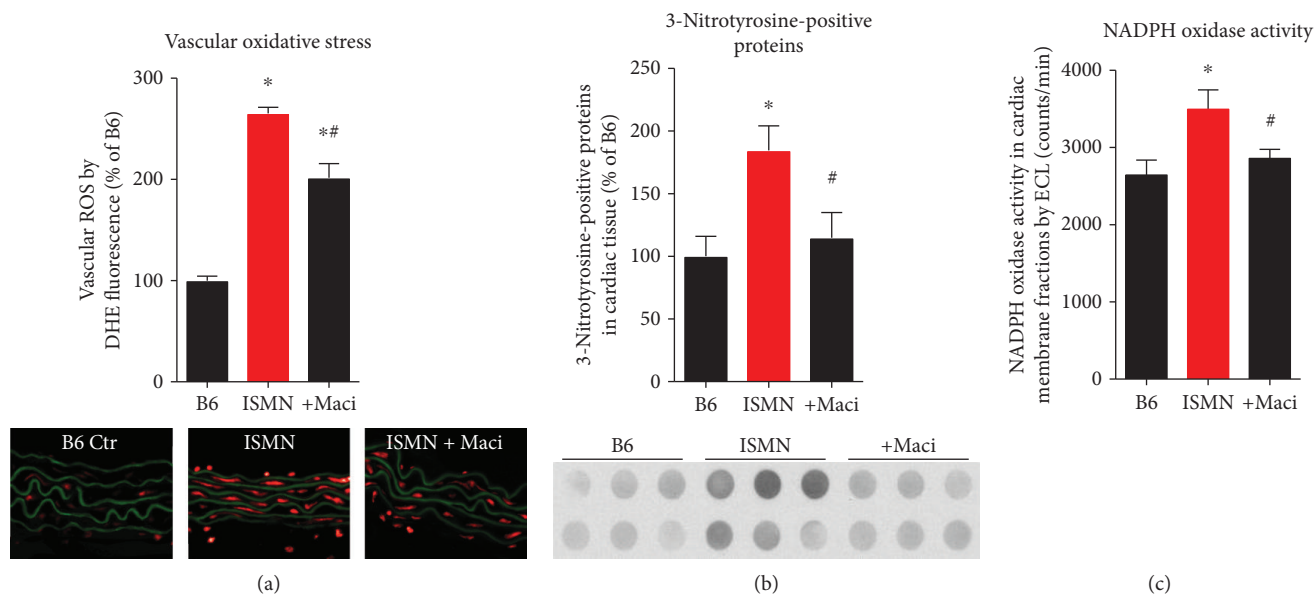 Vascular oxidative stress
Vascular ROS by
DHE fluorescence (% of B6)
300
200
100
0
*
*#
B6 ISMN +Maci
B6 Ctr ISMN ISMN + Maci
(a)
3-Nitrotyrosine-positive
proteins
3-Nitrotyrosine-positive proteins
in cardiac tissue (% of B6)
250
200
150
100
50
0
*
#
B6 ISMN +Maci
B6 ISMN +Maci
(b)
NADPH oxidase activity
NADPH oxidase activity in cardiac
membrane fractions by ECL (counts/min)
4000
3000
2000
1000
0
*
#
B6 ISMN +Maci
(c)